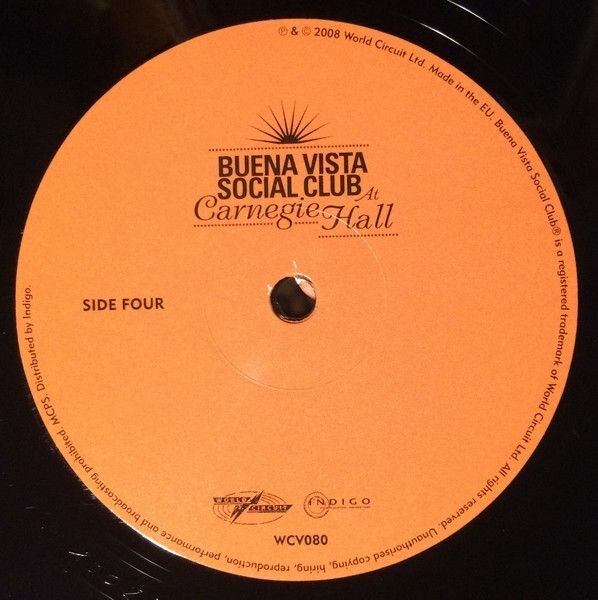 ℗ & © 2008 World Circuit Ltd. Made in the EU. Buena Vista Social Club® is a registered trademark of World Circuit Ltd. All rights reserved. Unauthorised copying, hiring, reproduction, performance and broadcasting prohibited. MCPS. Distributed by Indigo.
BUENA VISTA
SOCIAL CLUB At
Carnegie Hall
SIDE FOUR
WORLD CIRCUIT
INDIGO
WCV080